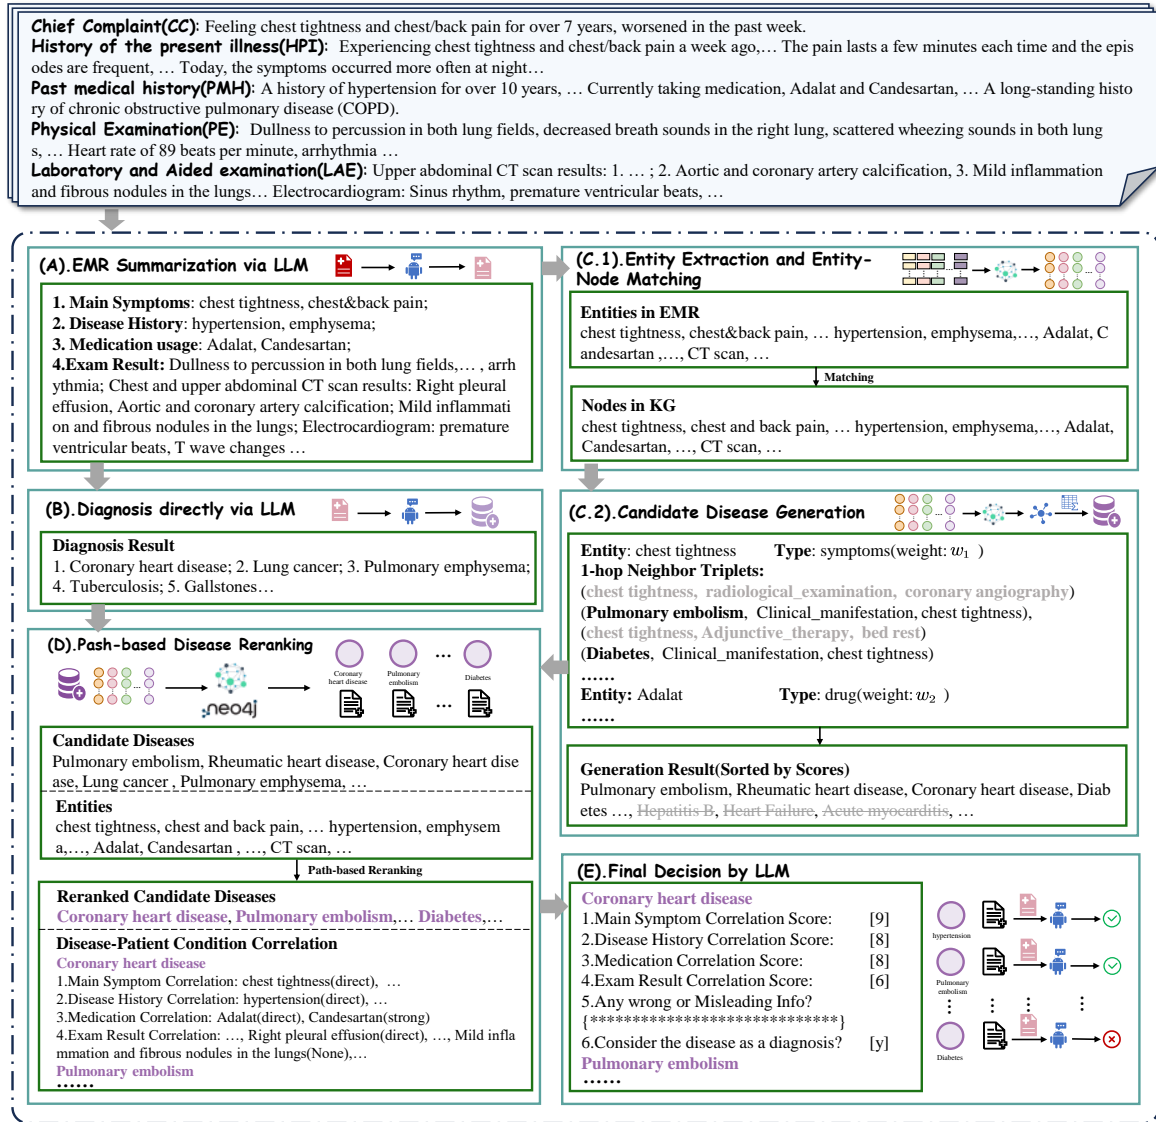 Chief Complaint(CC): Feeling chest tightness and chest/back pain for over 7 years, worsened in the past week.
History of the present illness(HPI): Experiencing chest tightness and chest/back pain a week ago,... The pain lasts a few minutes each time and the epis
odes are frequent, ... Today, the symptoms occurred more often at night...
Past medical history(PMH): A history of hypertension for over 10 years, ... Currently taking medication, Adalat and Candesartan, ... A long-standing histo
ry of chronic obstructive pulmonary disease (COPD).
Physical Examination(PE): Dullness to percussion in both lung fields, decreased breath sounds in the right lung, scattered wheezing sounds in both lung
s, ... Heart rate of 89 beats per minute, arrhythmia ...
Laboratory and Aided examination(LAE): Upper abdominal CT scan results: 1. ... ; 2. Aortic and coronary artery calcification, 3. Mild inflammation
and fibrous nodules in the lungs... Electrocardiogram: Sinus rhythm, premature ventricular beats, ...
(A).EMR Summarization via LLM
1. Main Symptoms: chest tightness, chest&back pain;
2. Disease History: hypertension, emphysema;
3. Medication usage: Adalat, Candesartan;
4.Exam Result: Dullness to percussion in both lung fields,... , arrh
ythmia; Chest and upper abdominal CT scan results: Right pleural
effusion, Aortic and coronary artery calcification; Mild inflammati
on and fibrous nodules in the lungs; Electrocardiogram: premature
ventricular beats, T wave changes ...
(B).Diagnosis directly via LLM
Diagnosis Result
1. Coronary heart disease; 2. Lung cancer; 3. Pulmonary emphysema;
4. Tuberculosis; 5. Gallstones...
(C.1).Entity Extraction and Entity-
Node Matching
Entities in EMR
chest tightness, chest&back pain, ... hypertension, emphysema,..., Adalat, C
andesartan ,..., CT scan, ...
Matching
Nodes in KG
chest tightness, chest and back pain, ... hypertension, emphysema,..., Adalat,
Candesartan, ..., CT scan, ...
(C.2).Candidate Disease Generation
Entity: chest tightness Type: symptoms(weight: w₁ )
1-hop Neighbor Triplets:
(chest tightness, radiological_examination, coronary angiography)
(Pulmonary embolism, Clinical_manifestation, chest tightness),
(chest tightness, Adjunctive_therapy, bed rest)
(Diabetes, Clinical_manifestation, chest tightness)
......
Entity: Adalat Type: drug(weight: w₂ )
......
Generation Result(Sorted by Scores)
Pulmonary embolism, Rheumatic heart disease, Coronary heart disease, Diab
etes ..., Hepatitis B, Heart Failure, Acute myocarditis, ...
(D).Pash-based Disease Reranking
neo4j
Coronary
heart disease
Pulmonary
embolism
...
Diabetes
...
Candidate Diseases
Pulmonary embolism, Rheumatic heart disease, Coronary heart dise
ase, Lung cancer , Pulmonary emphysema, ...
Entities
chest tightness, chest and back pain, ... hypertension, emphysem
a,..., Adalat, Candesartan , ..., CT scan, ...
Path-based Reranking
Reranked Candidate Diseases
Coronary heart disease, Pulmonary embolism,... Diabetes,...
Disease-Patient Condition Correlation
Coronary heart disease
1.Main Symptom Correlation: chest tightness(direct), ...
2.Disease History Correlation: hypertension(direct), ...
3.Medication Correlation: Adalat(direct), Candesartan(strong)
4.Exam Result Correlation: ..., Right pleural effusion(direct), ..., Mild infla
mmation and fibrous nodules in the lungs(None),...
Pulmonary embolism
......
(E).Final Decision by LLM
Coronary heart disease
1.Main Symptom Correlation Score: [9]
2.Disease History Correlation Score: [8]
3.Medication Correlation Score: [8]
4.Exam Result Correlation Score: [6]
5.Any wrong or Misleading Info?
{*****************************}
6.Consider the disease as a diagnosis? [y]
Pulmonary embolism
......
hypertension
Pulmonary
embolism
Diabetes